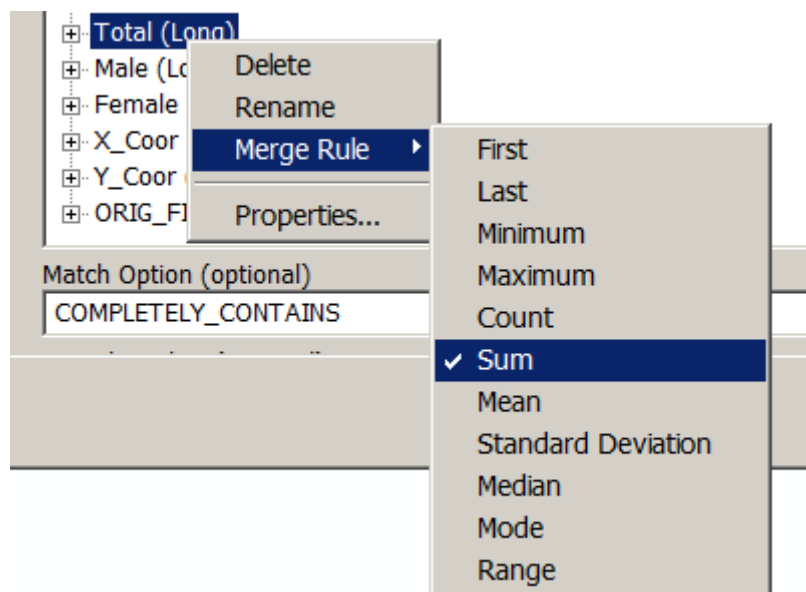 Total (Long)
Male (Lo
Female
X_Coor
Y_Coor
ORIG_FI
Delete
Rename
Merge Rule
Properties...
First
Last
Minimum
Maximum
Count
Sum
Mean
Standard Deviation
Median
Mode
Range
Match Option (optional)
COMPLETELY_CONTAINS